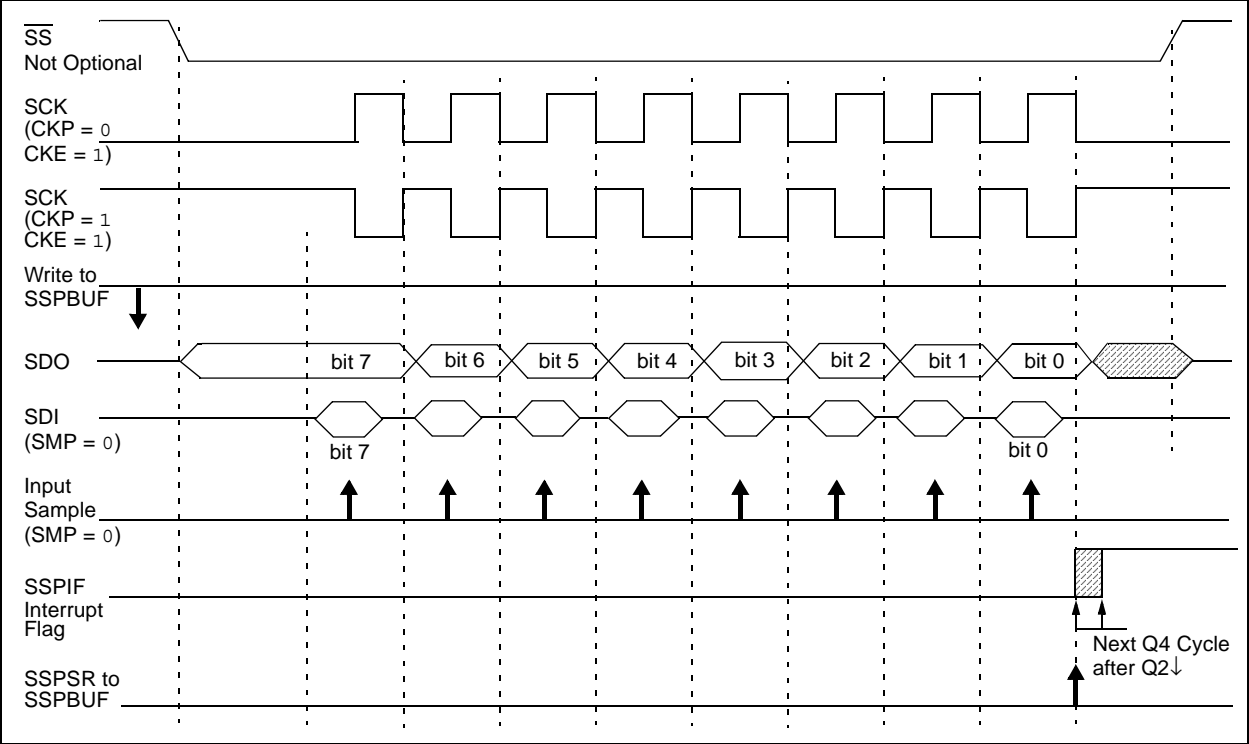 SS
Not Optional
SCK
(CKP = 0
CKE = 1)
SCK
(CKP = 1
CKE = 1)
Write to
SSPBUF
SDO
bit 7 bit 6 bit 5 bit 4 bit 3 bit 2 bit 1 bit 0
SDI
(SMP = 0)
bit 7 bit 0
Input
Sample
(SMP = 0)
SSPIF
Interrupt
Flag
Next Q4 Cycle
after Q2↓
SSPSR to
SSPBUF